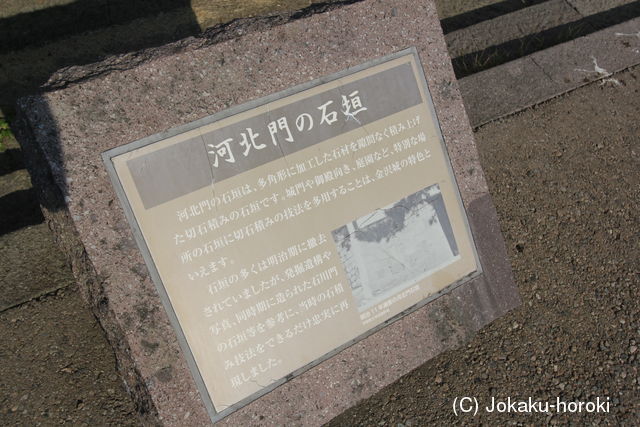 河北門の石垣
河北門の石垣は、多角形に加工した石材を隙間なく積み上げ
た切石積みの石垣です。城門や御殿向き、庭園など、特別な場
所の石垣に切石積みの技法を多用することは、金沢城の特色と
いえます。
石垣の多くは明治期に撤去
されていましたが、発掘遺構や
写真、同時期に造られた石川門
の石垣等を参考に、当時の石積
み技法をできるだけ忠実に再
現しました。
(C) Jokaku-horoki